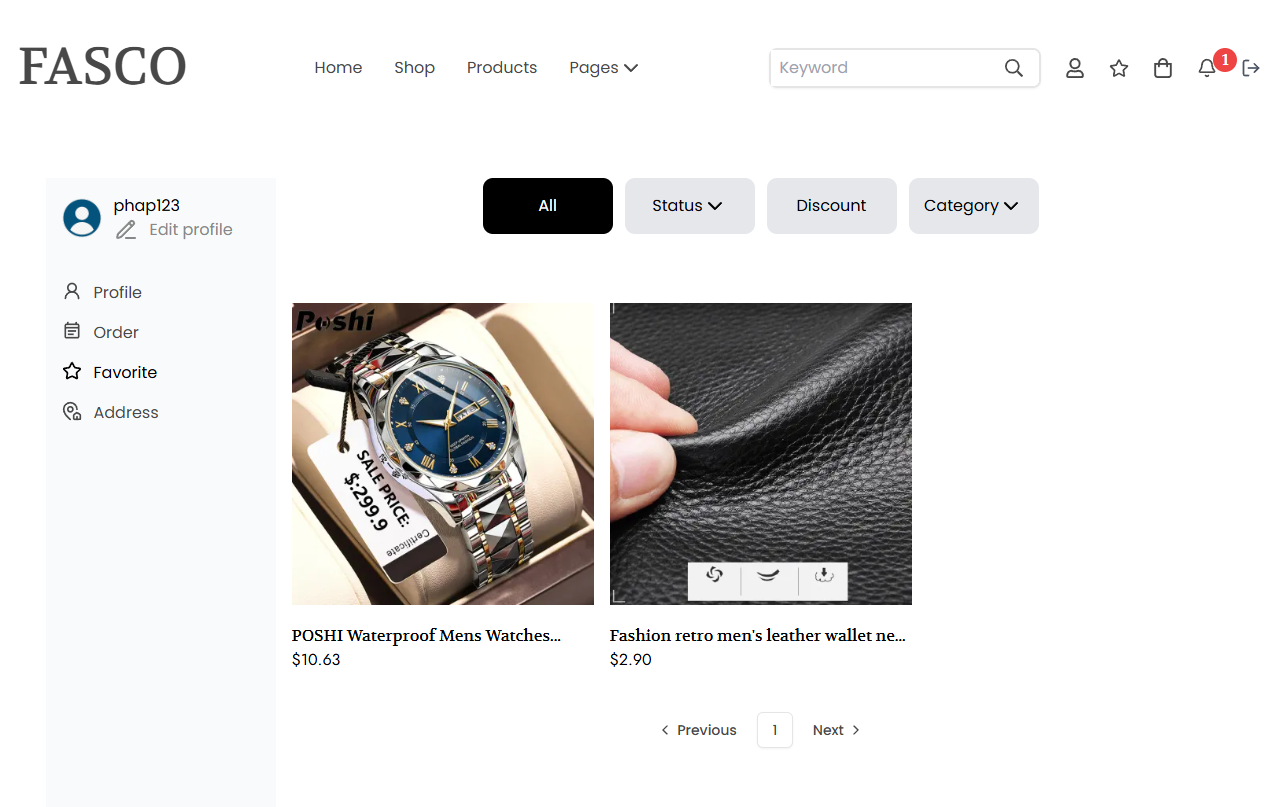 FASCO
Home
Shop
Products
Pages
Keyword
1
phap123
Edit profile
Profile
Order
Favorite
Address
All
Status
Discount
Category
Poshi
SALE PRICE:
$:299.9
Certificate
POSHI Waterproof Mens Watches...
$10.63
Fashion retro men's leather wallet ne...
$2.90
Previous
1
Next